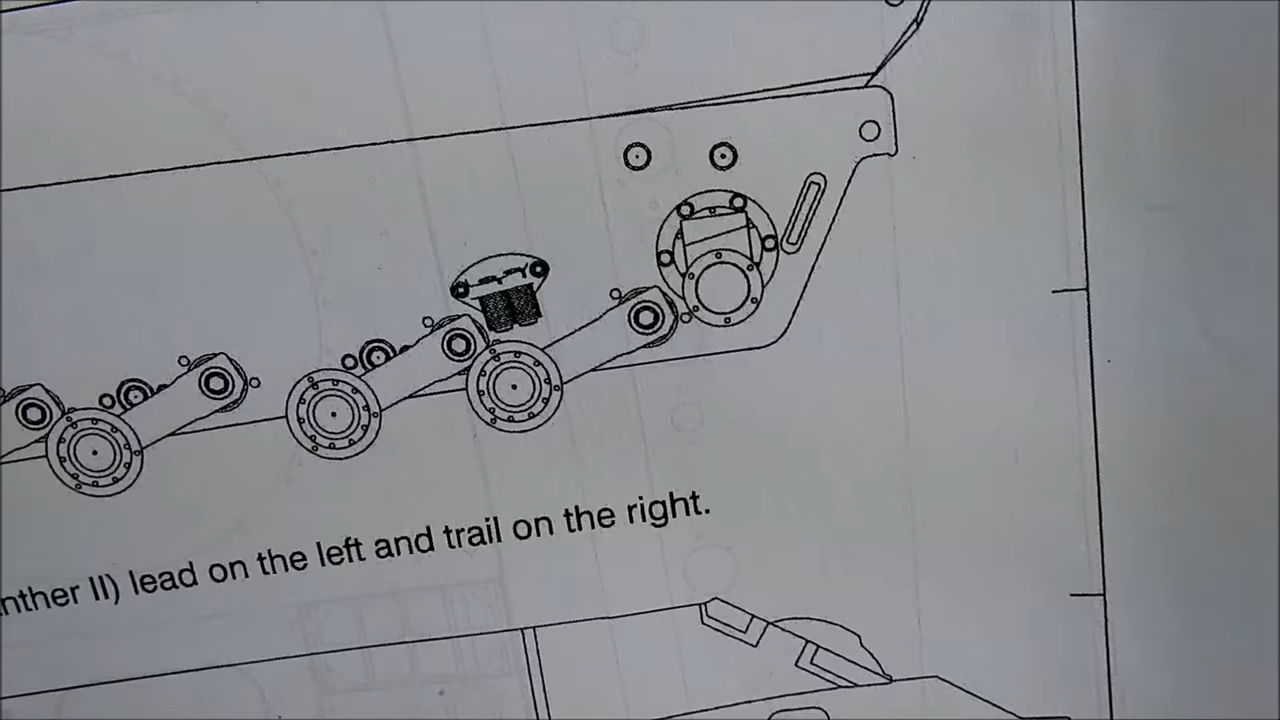 nther II) lead on the left and trail on the right.